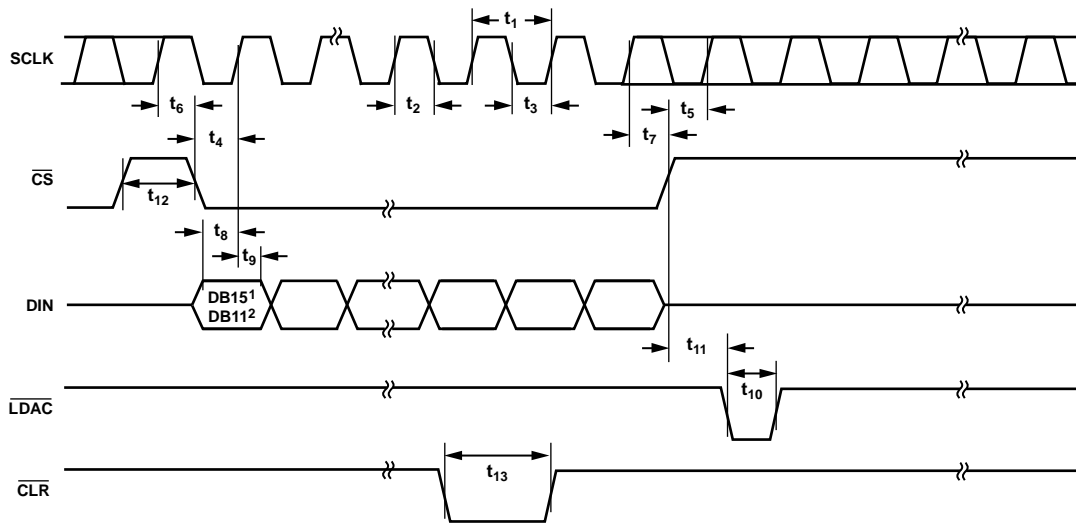 t1
SCLK
t6
t2
t3
t5
t4
t7
CS
t12
t8
t9
DIN
DB15¹
DB11²
t11
t10
LDAC
t13
CLR